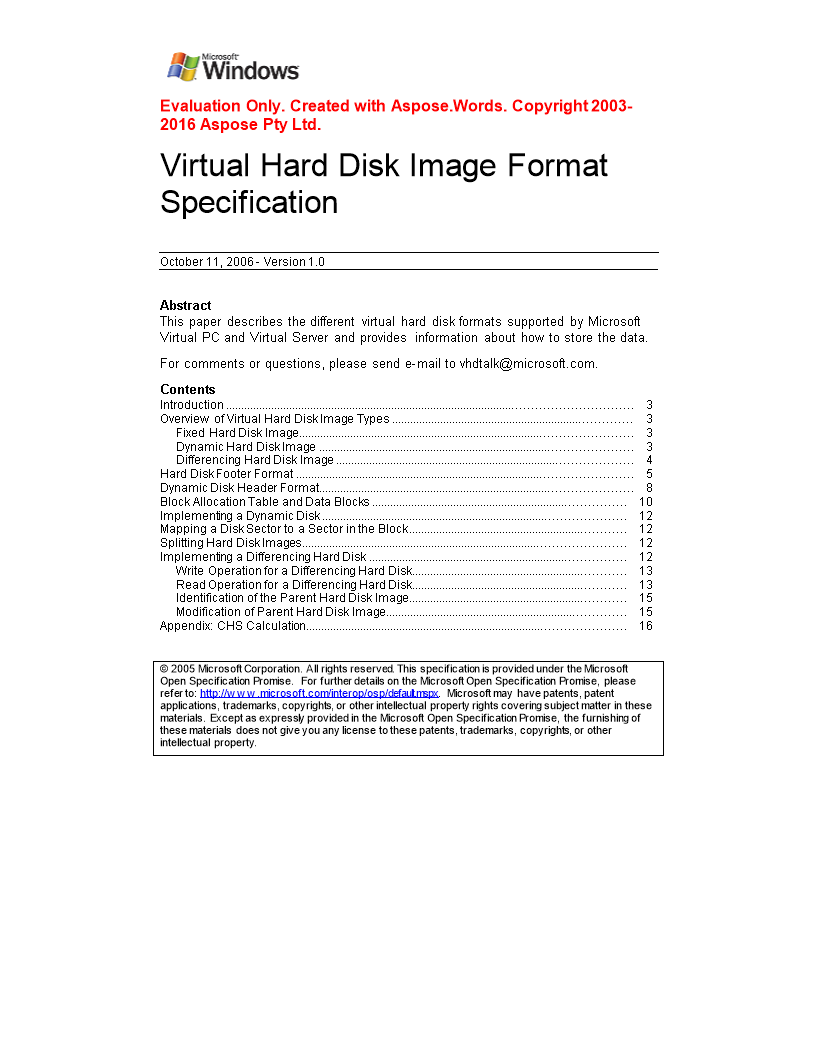 Microsoft
Windows
Evaluation Only. Created with Aspose.Words. Copyright 2003-
2016 Aspose Pty Ltd.
Virtual Hard Disk Image Format
Specification
October 11, 2006 - Version 1.0
Abstract
This paper describes the different virtual hard disk formats supported by Microsoft
Virtual PC and Virtual Server and provides information about how to store the data.
For comments or questions, please send e-mail to vhdtalk@microsoft.com.
Contents
Introduction ........ 3
Overview of Virtual Hard Disk Image Types ........ 3
Fixed Hard Disk Image ........ 3
Dynamic Hard Disk Image ........ 3
Differencing Hard Disk Image ........ 4
Hard Disk Footer Format ........ 5
Dynamic Disk Header Format ........ 8
Block Allocation Table and Data Blocks ........ 10
Implementing a Dynamic Disk ........ 12
Mapping a Disk Sector to a Sector in the Block ........ 12
Splitting Hard Disk Images ........ 12
Implementing a Differencing Hard Disk ........ 12
Write Operation for a Differencing Hard Disk ........ 13
Read Operation for a Differencing Hard Disk ........ 13
Identification of the Parent Hard Disk Image ........ 15
Modification of Parent Hard Disk Image ........ 15
Appendix: CHS Calculation ........ 16
© 2005 Microsoft Corporation. All rights reserved. This specification is provided under the Microsoft
Open Specification Promise. For further details on the Microsoft Open Specification Promise, please
refer to: http://www.microsoft.com/interop/osp/default.mspx. Microsoft may have patents, patent
applications, trademarks, copyrights, or other intellectual property rights covering subject matter in these
materials. Except as expressly provided in the Microsoft Open Specification Promise, the furnishing of
these materials does not give you any license to these patents, trademarks, copyrights, or other
intellectual property.